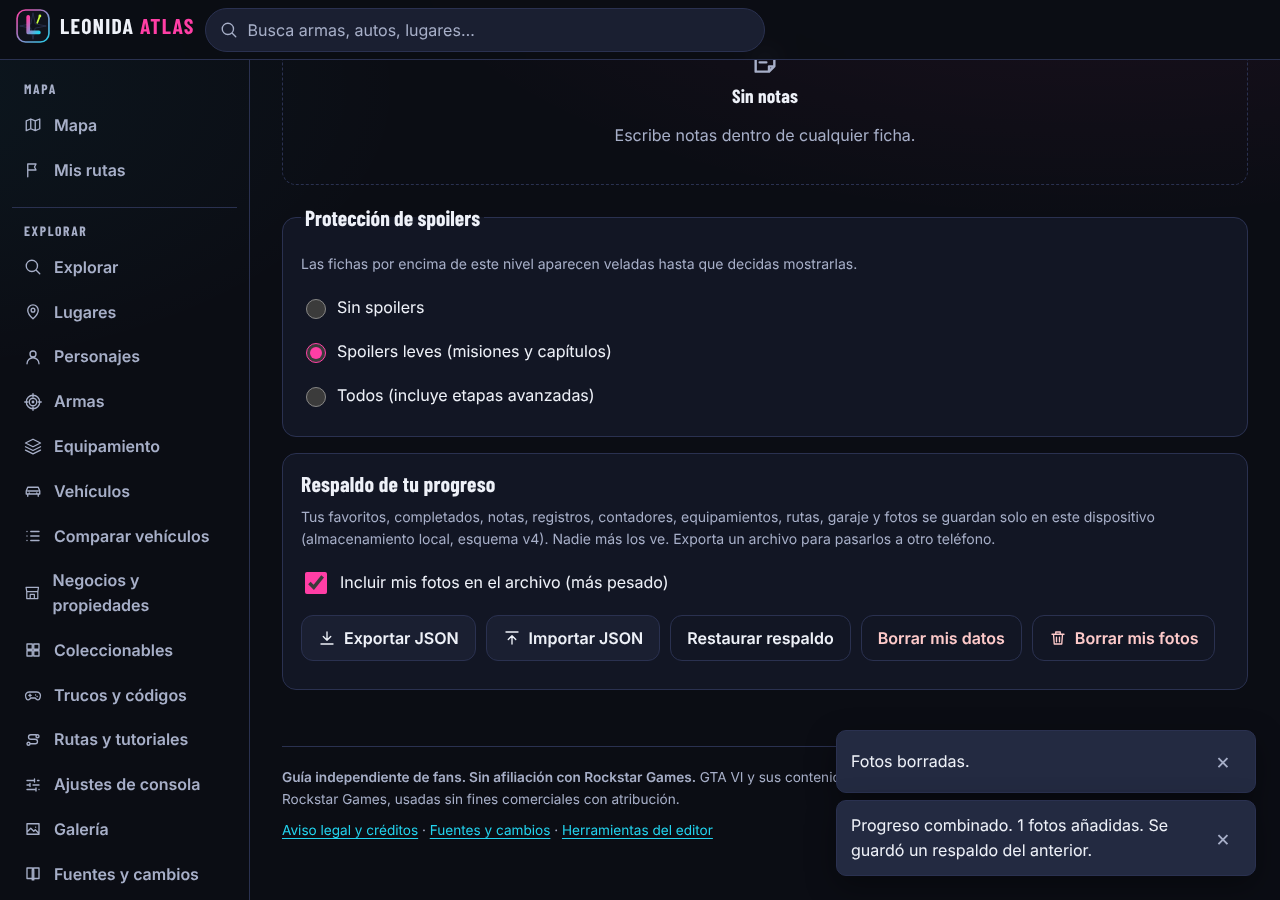 LEONIDA ATLAS
Busca armas, autos, lugares...
MAPA
Mapa
Mis rutas
EXPLORAR
Explorar
Lugares
Personajes
Armas
Equipamiento
Vehículos
Comparar vehículos
Negocios y
propiedades
Coleccionables
Trucos y códigos
Rutas y tutoriales
Ajustes de consola
Galería
Fuentes y cambios
Sin notas
Escribe notas dentro de cualquier ficha.
Protección de spoilers
Las fichas por encima de este nivel aparecen veladas hasta que decidas mostrarlas.
Sin spoilers
Spoilers leves (misiones y capítulos)
Todos (incluye etapas avanzadas)
Respaldo de tu progreso
Tus favoritos, completados, notas, registros, contadores, equipamientos, rutas, garaje y fotos se guardan solo en este dispositivo
(almacenamiento local, esquema v4). Nadie más los ve. Exporta un archivo para pasarlos a otro teléfono.
Incluir mis fotos en el archivo (más pesado)
Exportar JSON
Importar JSON
Restaurar respaldo
Borrar mis datos
Borrar mis fotos
Guía independiente de fans. Sin afiliación con Rockstar Games. GTA VI y sus
Rockstar Games, usadas sin fines comerciales con atribución.
Aviso legal y créditos · Fuentes y cambios · Herramientas del editor
Fotos borradas.
Progreso combinado. 1 fotos añadidas. Se
guardó un respaldo del anterior.